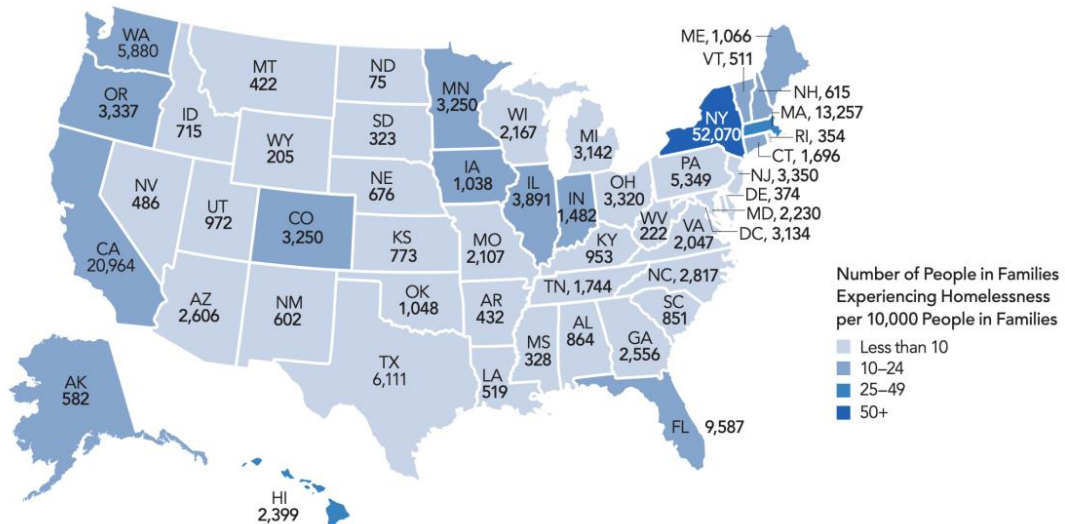 WA
5,880
OR
3,337
CA
20,964
ID
715
NV
486
MT
422
WY
205
UT
972
AZ
2,606
CO
3,250
NM
602
ND
75
SD
323
NE
676
KS
773
OK
1,048
TX
6,111
MN
3,250
IA
1,038
MO
2,107
AR
432
LA
519
WI
2,167
IL
3,891
MI
3,142
IN
1,482
OH
3,320
KY
953
TN, 1,744
MS
328
AL
864
GA
2,556
FL 9,587
SC
851
NC, 2,817
VA
2,047
WV
222
PA
5,349
NY
52,070
ME, 1,066
VT, 511
NH, 615
MA, 13,257
RI, 354
CT, 1,696
NJ, 3,350
DE, 374
MD, 2,230
DC, 3,134
AK
582
HI
2,399
Number of People in Families
Experiencing Homelessness
per 10,000 People in Families
Less than 10
10–24
25–49
50+